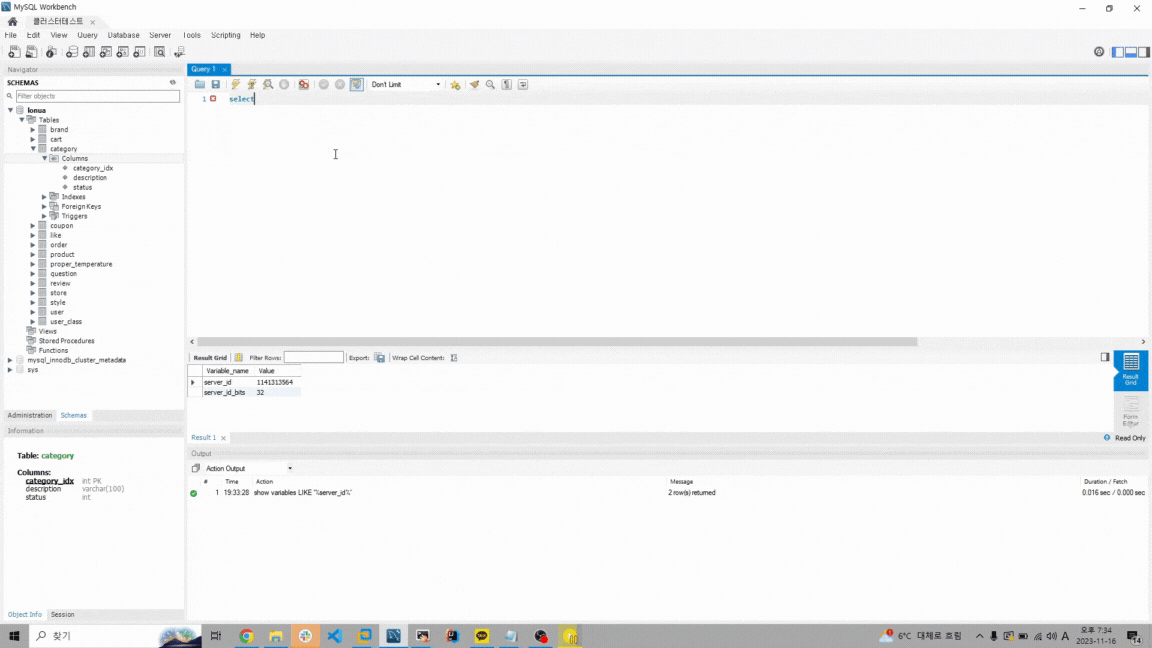 MySQL Workbench
클러스터테스트
File Edit View Query Database Server Tools Scripting Help
Navigator
Query 1
SCHEMAS
Don't Limit
Filter objects
1 select
lonua
Tables
brand
cart
category
Columns
category_idx
description
status
Indexes
Foreign Keys
Triggers
coupon
like
order
product
proper_temperature
question
review
store
style
user
user_class
Views
Stored Procedures
Functions
mysql_innodb_cluster_metadata
sys
Result Grid Filter Rows: Export: Wrap Cell Content:
Variable_name Value
server_id 1141313564
server_id_bits 32
Result Grid
Form Editor
Administration Schemas
Information
Result 1
Read Only
Output
Table: category
Action Output
Columns:
category_idx int PK
description varchar(100)
status int
# Time Action Message Duration / Fetch
1 19:33:28 show variables LIKE "%server_id%" 2 row(s) returned 0.016 sec / 0.000 sec
Object Info Session
찾기
6°C 대체로 흐림
A
오후 7:34
2023-11-16
14